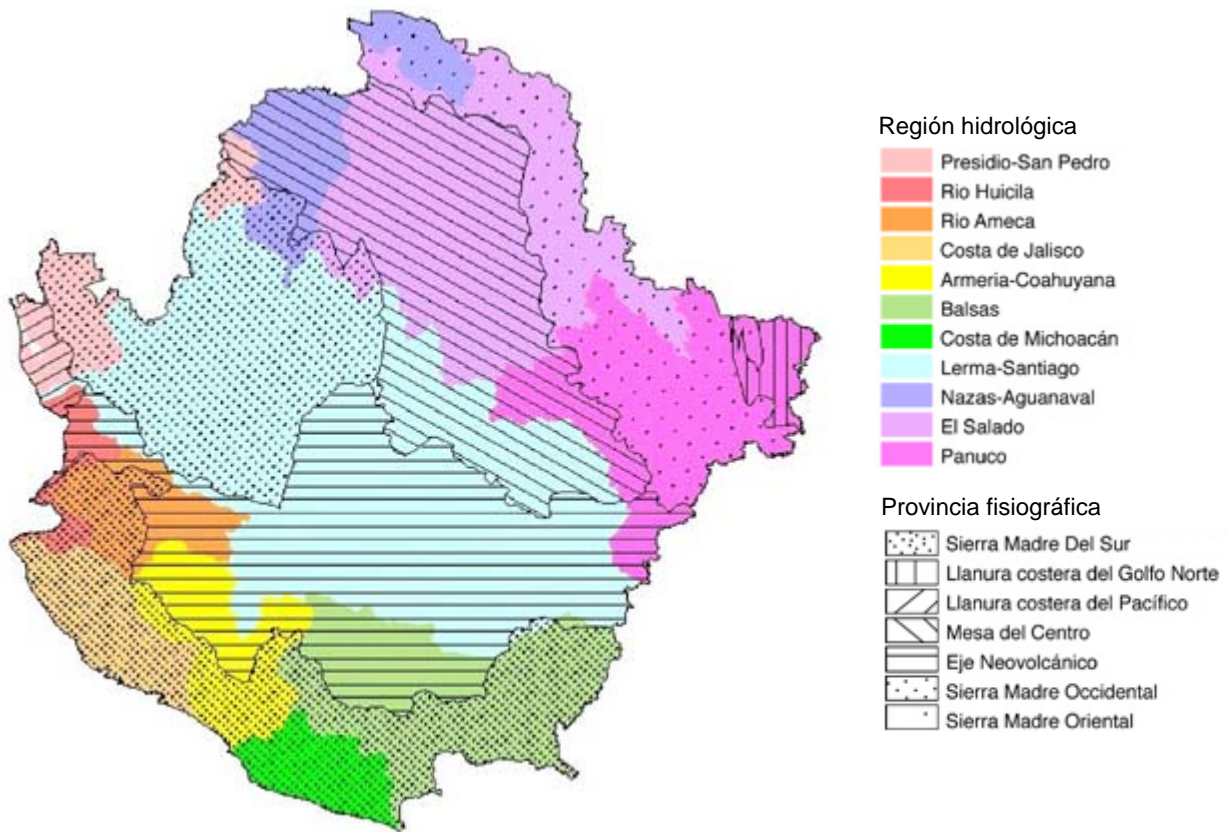 Región hidrológica
Presidio-San Pedro
Rio Huicila
Rio Ameca
Costa de Jalisco
Armeria-Coahuyana
Balsas
Costa de Michoacán
Lerma-Santiago
Nazas-Aguanaval
El Salado
Panuco
Provincia fisiográfica
Sierra Madre Del Sur
Llanura costera del Golfo Norte
Llanura costera del Pacífico
Mesa del Centro
Eje Neovolcánico
Sierra Madre Occidental
Sierra Madre Oriental